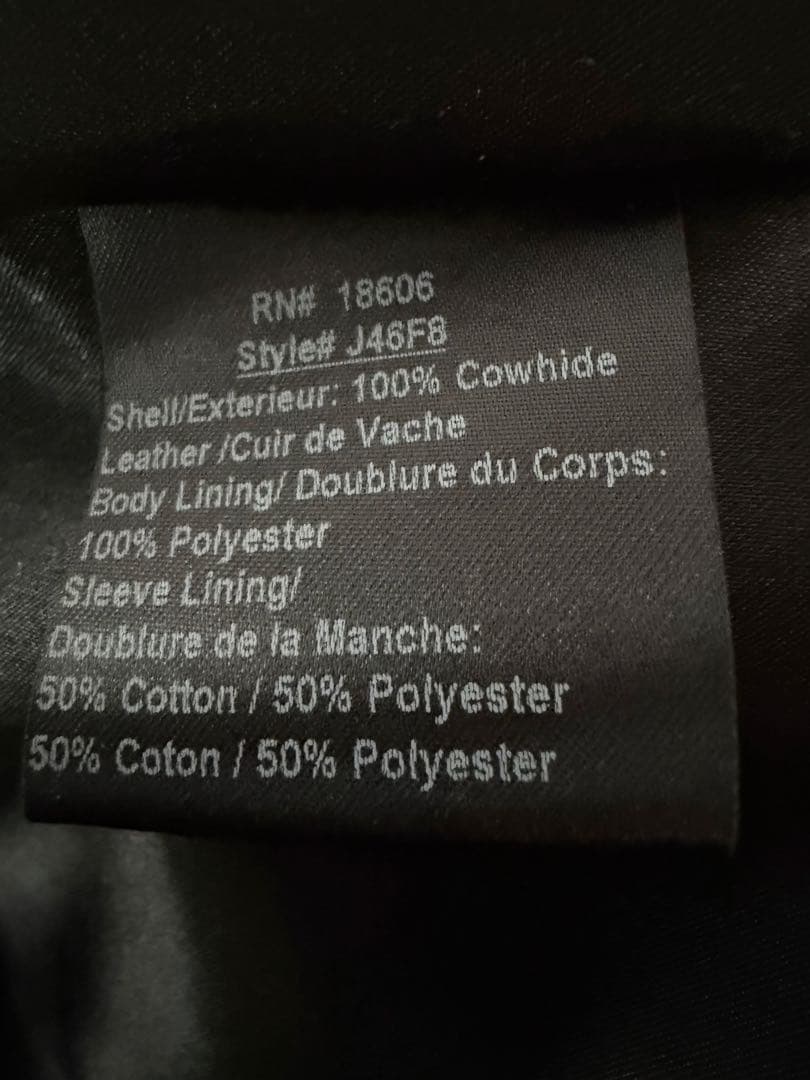 RN# 18606
Style# J46F8
Shell/Exterieur: 100% Cowhide
Leather /Cuir de Vache
Body Lining/ Doublure du Corps:
100% Polyester
Sleeve Lining/
Doublure de la Manche:
50% Cotton / 50% Polyester
50% Coton / 50% Polyester